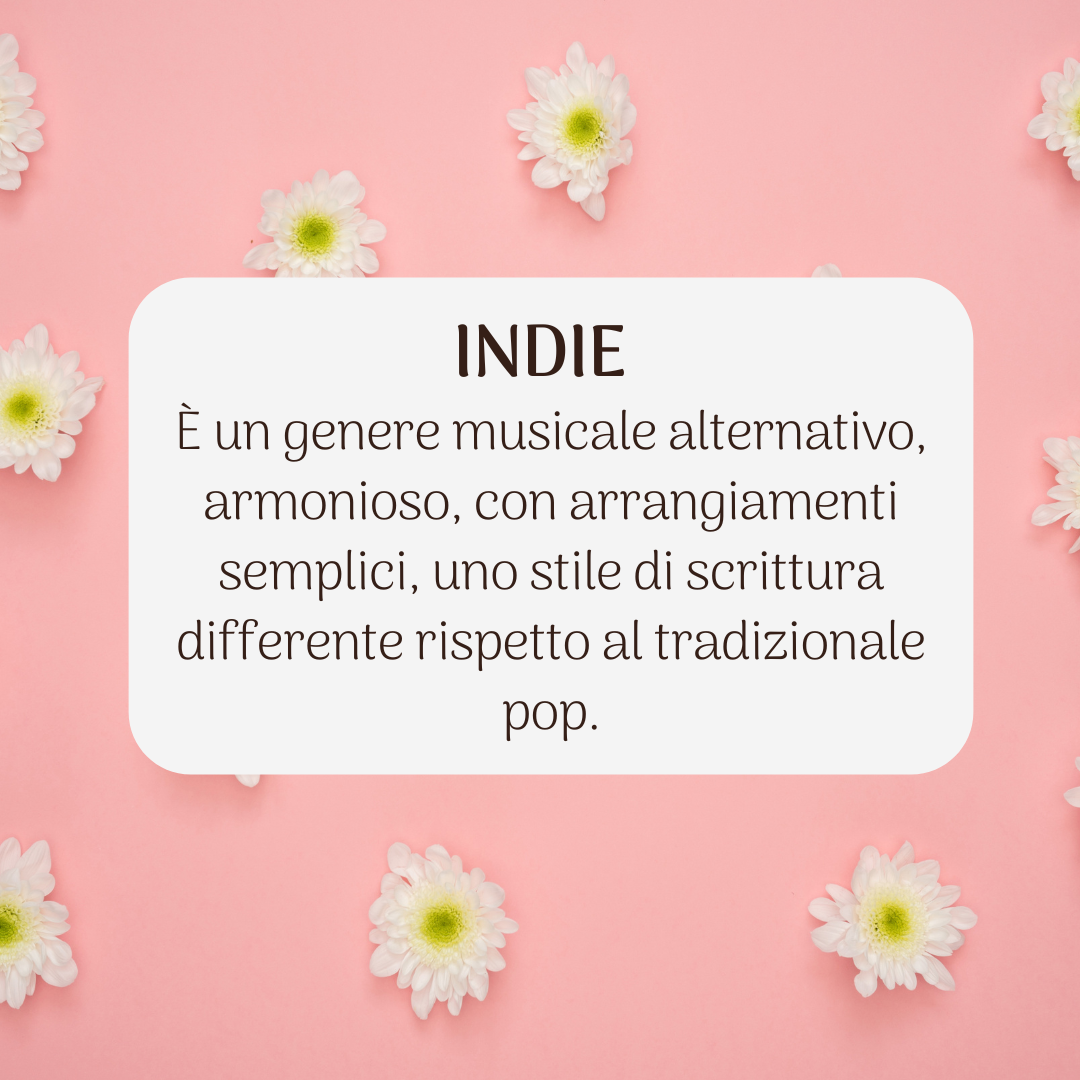 INDIE
È un genere musicale alternativo,
armonioso, con arrangiamenti
semplici, uno stile di scrittura
differente rispetto al tradizionale
pop.